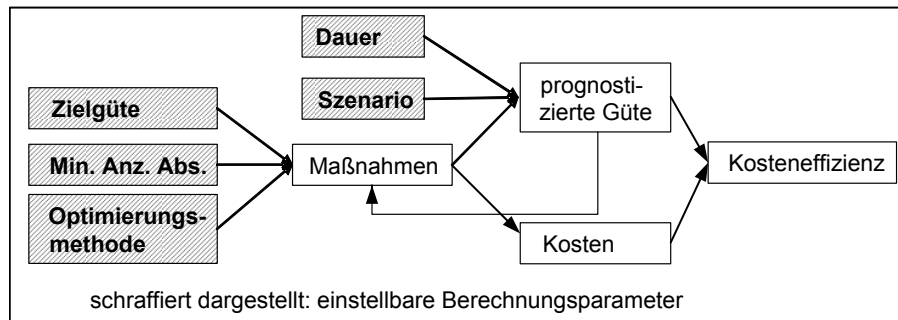 Dauer
Szenario
prognosti-
zierte Güte
Zielgüte
Min. Anz. Abs.
Maßnahmen
Kosteneffizienz
Optimierungs-
methode
Kosten
schraffiert dargestellt: einstellbare Berechnungsparameter